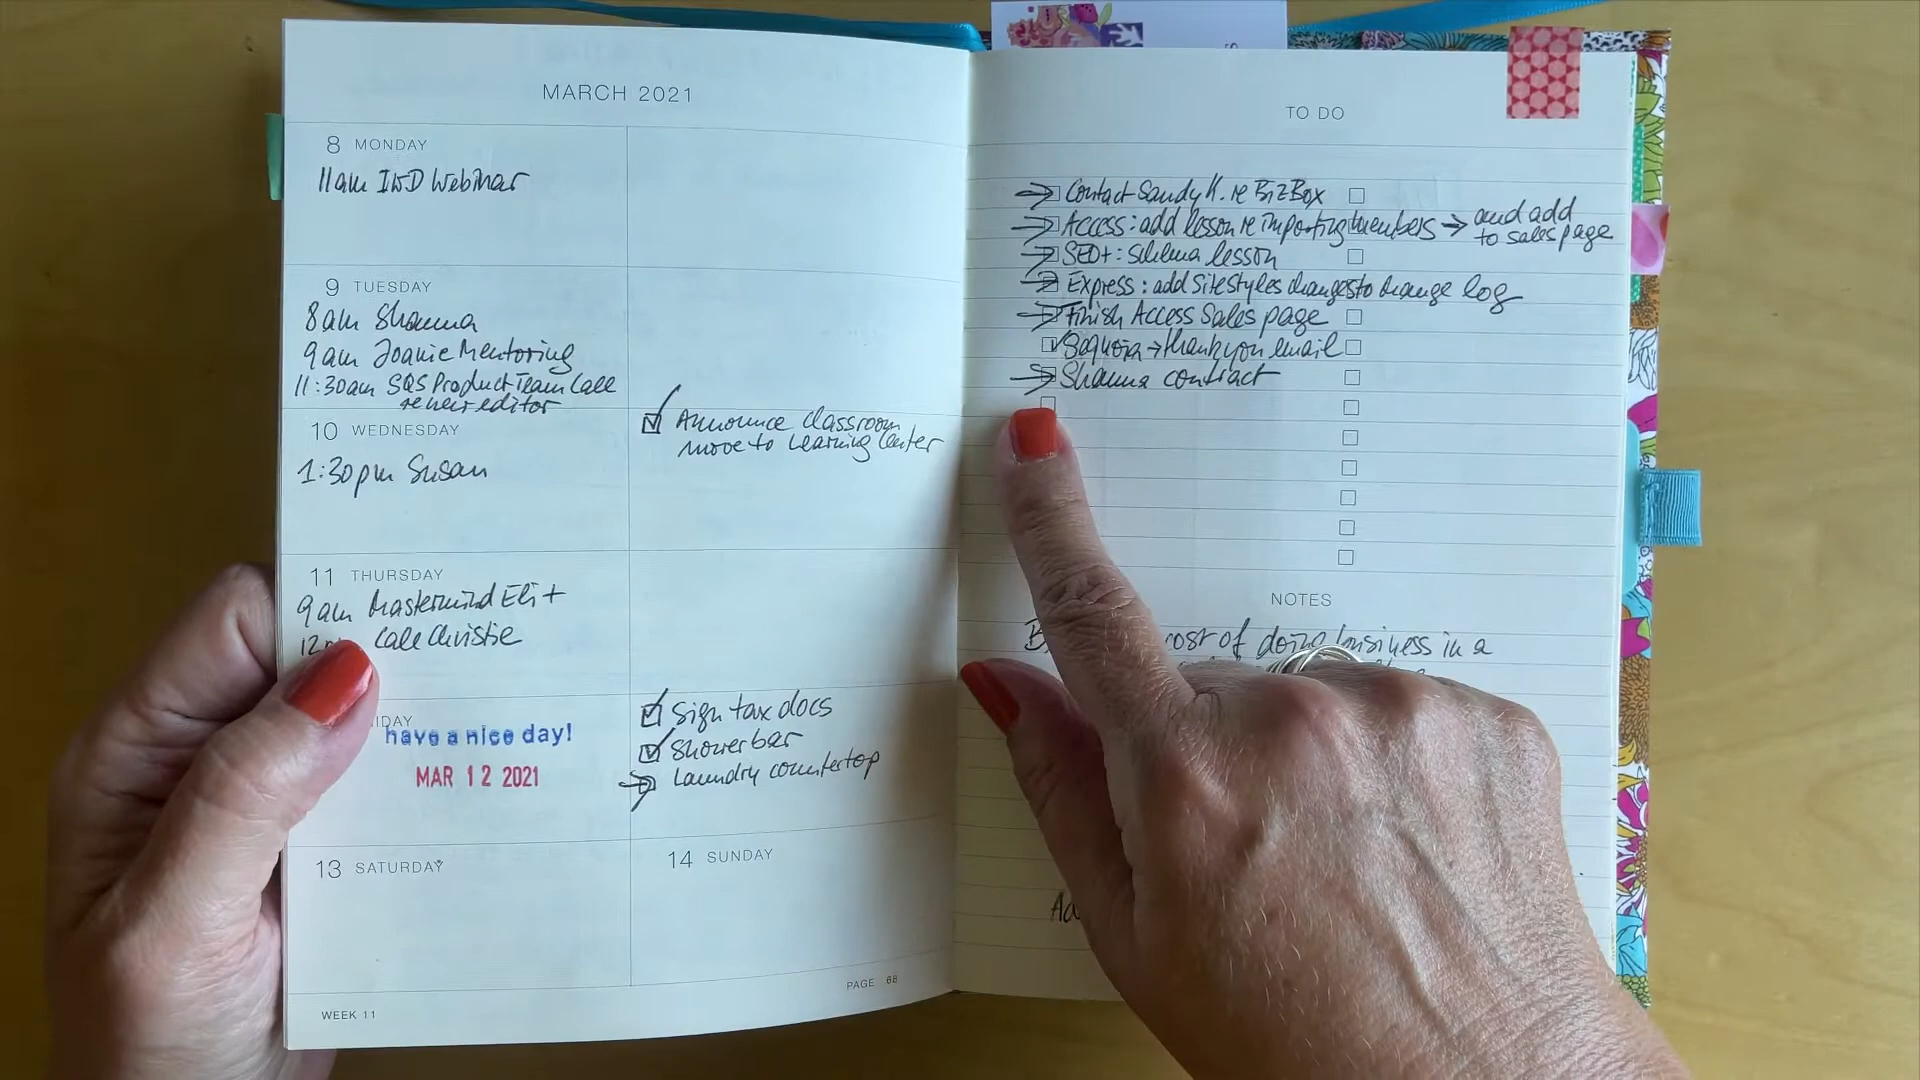 MARCH 2021
8 MONDAY
11am IWD Webinar
9 TUESDAY
8am Shauna
9am Joanie Mentoring
11:30am SQS Product Team Call
re new editor
10 WEDNESDAY
1:30pm Susan
Announce classroom
move to Learning Center
11 THURSDAY
9am Mastermind Eli +
Call Christie
have a nice day!
MAR 12 2021
Sign tax docs
Shower bar
Laundry countertop
13 SATURDAY
14 SUNDAY
WEEK 11
PAGE 68
TO DO
Contact Sandy K. re BizBox
Access: add lesson re importing members → and add
to sales page
SEO+: schema lesson
Express: add Site Styles changes to change log
Finish Access Sales page
Sequoia → thank you email
Shauna contract
NOTES
cost of doing business in a